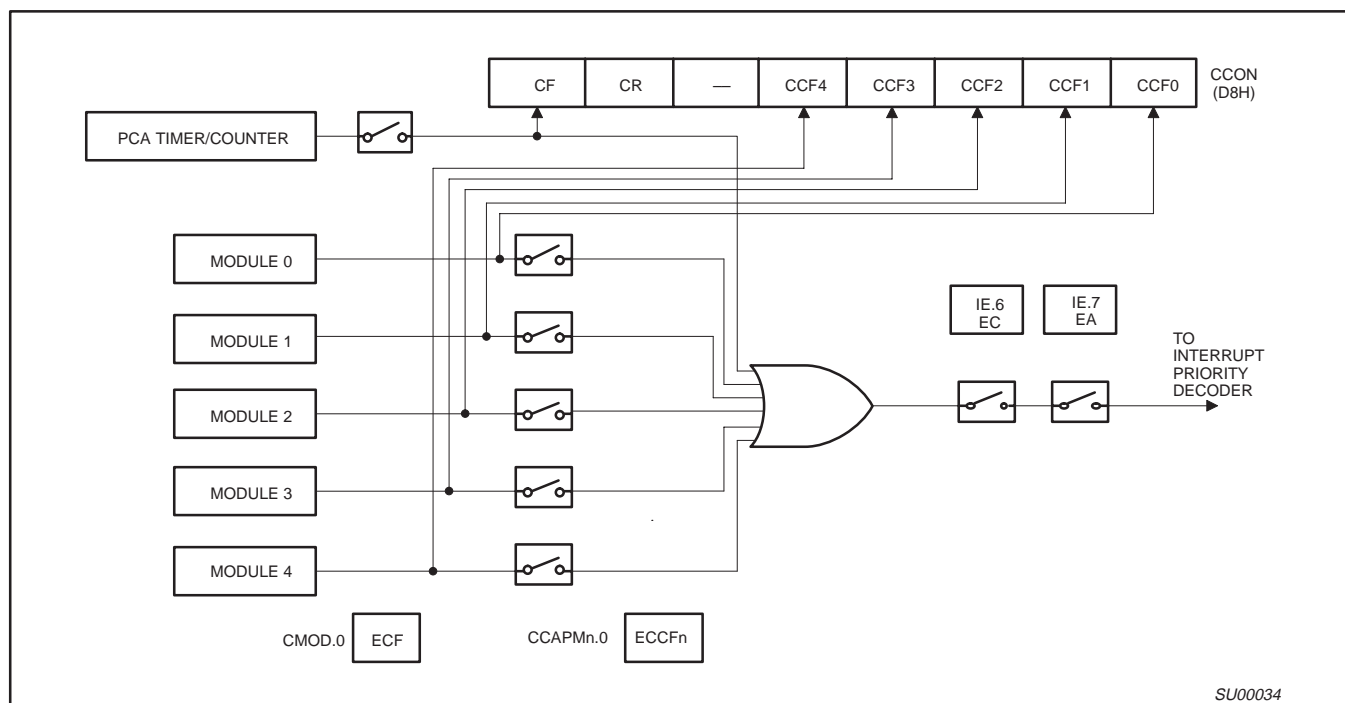 CF CR — CCF4 CCF3 CCF2 CCF1 CCF0
CCON
(D8H)
PCA TIMER/COUNTER
MODULE 0
MODULE 1
MODULE 2
MODULE 3
MODULE 4
IE.6
EC
IE.7
EA
TO
INTERRUPT
PRIORITY
DECODER
CMOD.0 ECF
CCAPMn.0 ECCFn
SU00034